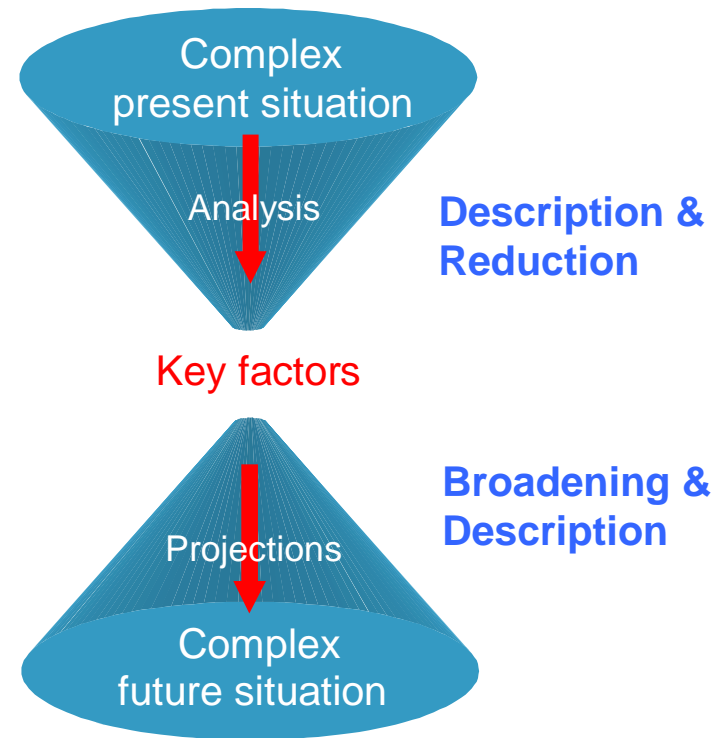 Complex
present situation
Analysis
Description &
Reduction
Key factors
Broadening &
Description
Projections
Complex
future situation